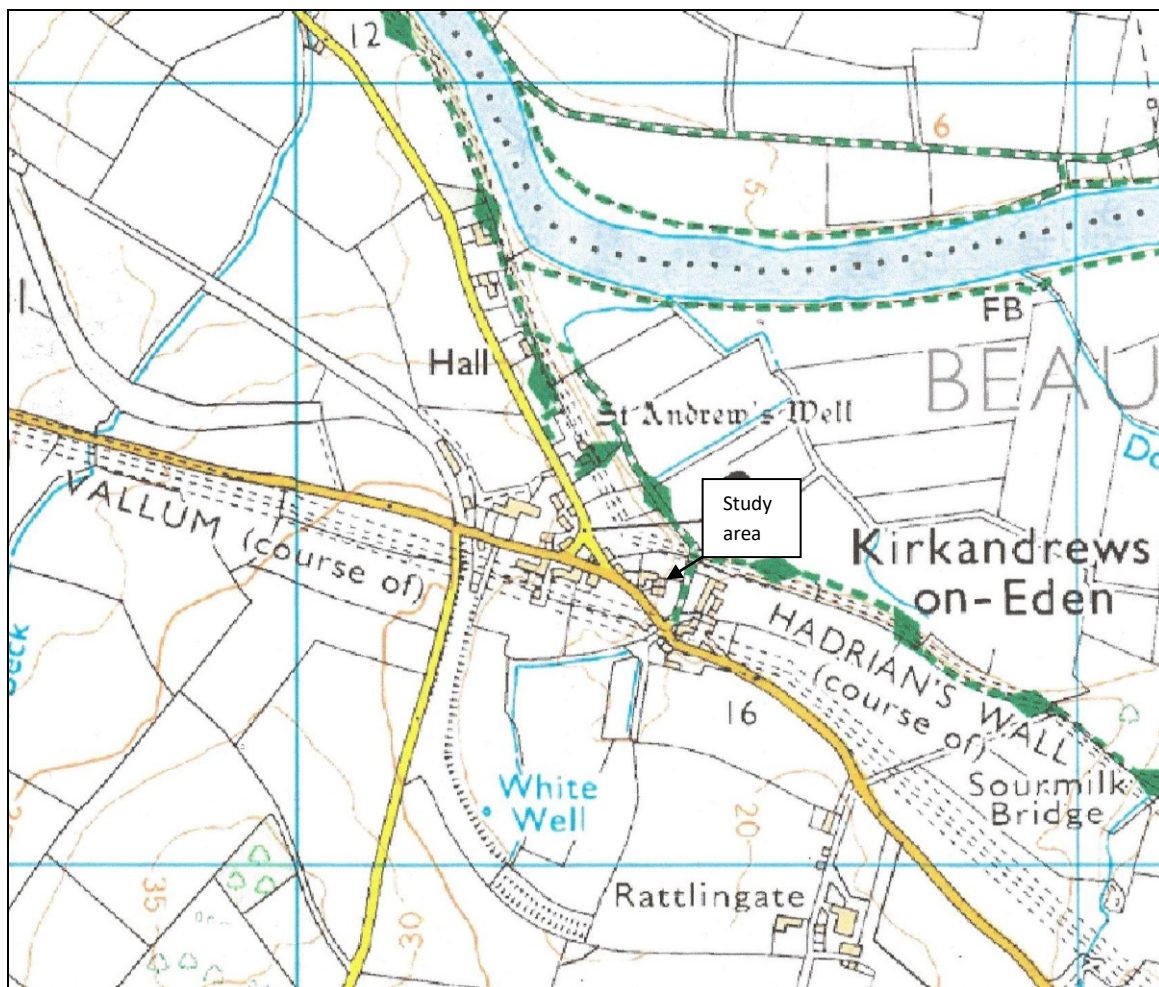 12
6
5
FB
Hall
BEAU
St Andrew's Well
VALLUM (course of)
Study
area
Kirkandrews
on-Eden
HADRIAN'S WALL
(course of)
16
Sourmilk
Bridge
White
Well
20
Rattlingate
35
30
Beck